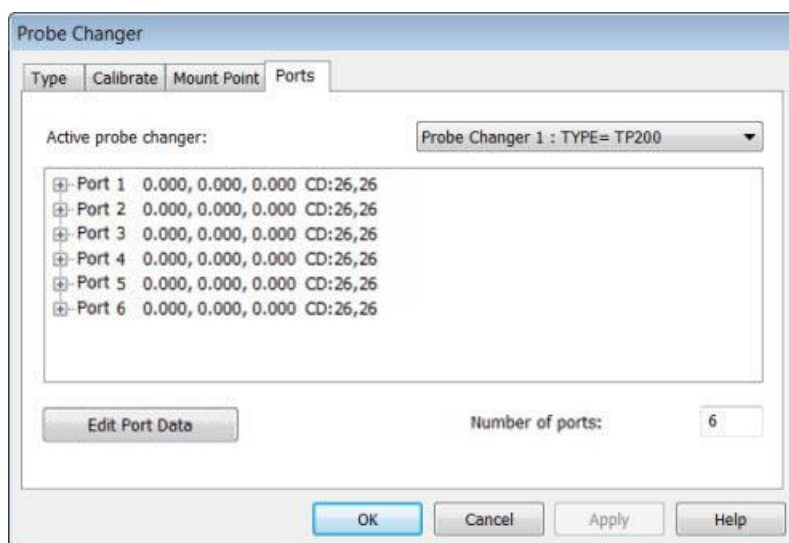 Probe Changer
Type Calibrate Mount Point Ports
Active probe changer: Probe Changer 1 : TYPE= TP200
Port 1 0.000, 0.000, 0.000 CD:26,26
Port 2 0.000, 0.000, 0.000 CD:26,26
Port 3 0.000, 0.000, 0.000 CD:26,26
Port 4 0.000, 0.000, 0.000 CD:26,26
Port 5 0.000, 0.000, 0.000 CD:26,26
Port 6 0.000, 0.000, 0.000 CD:26,26
Edit Port Data Number of ports: 6
OK Cancel Apply Help